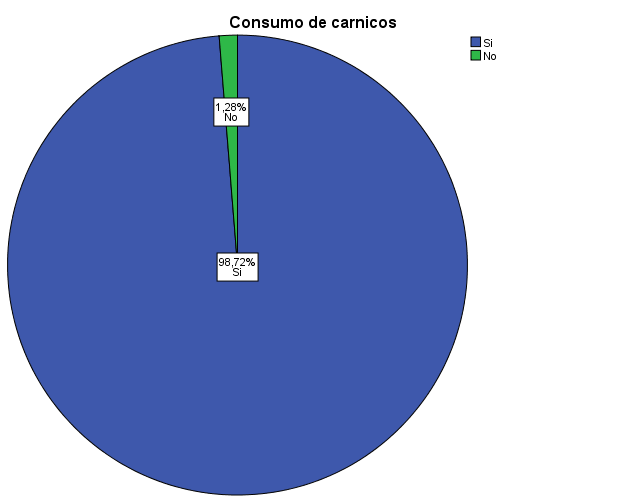 Consumo de carnicos
Si
No
1,28%
No
98,72%
Si